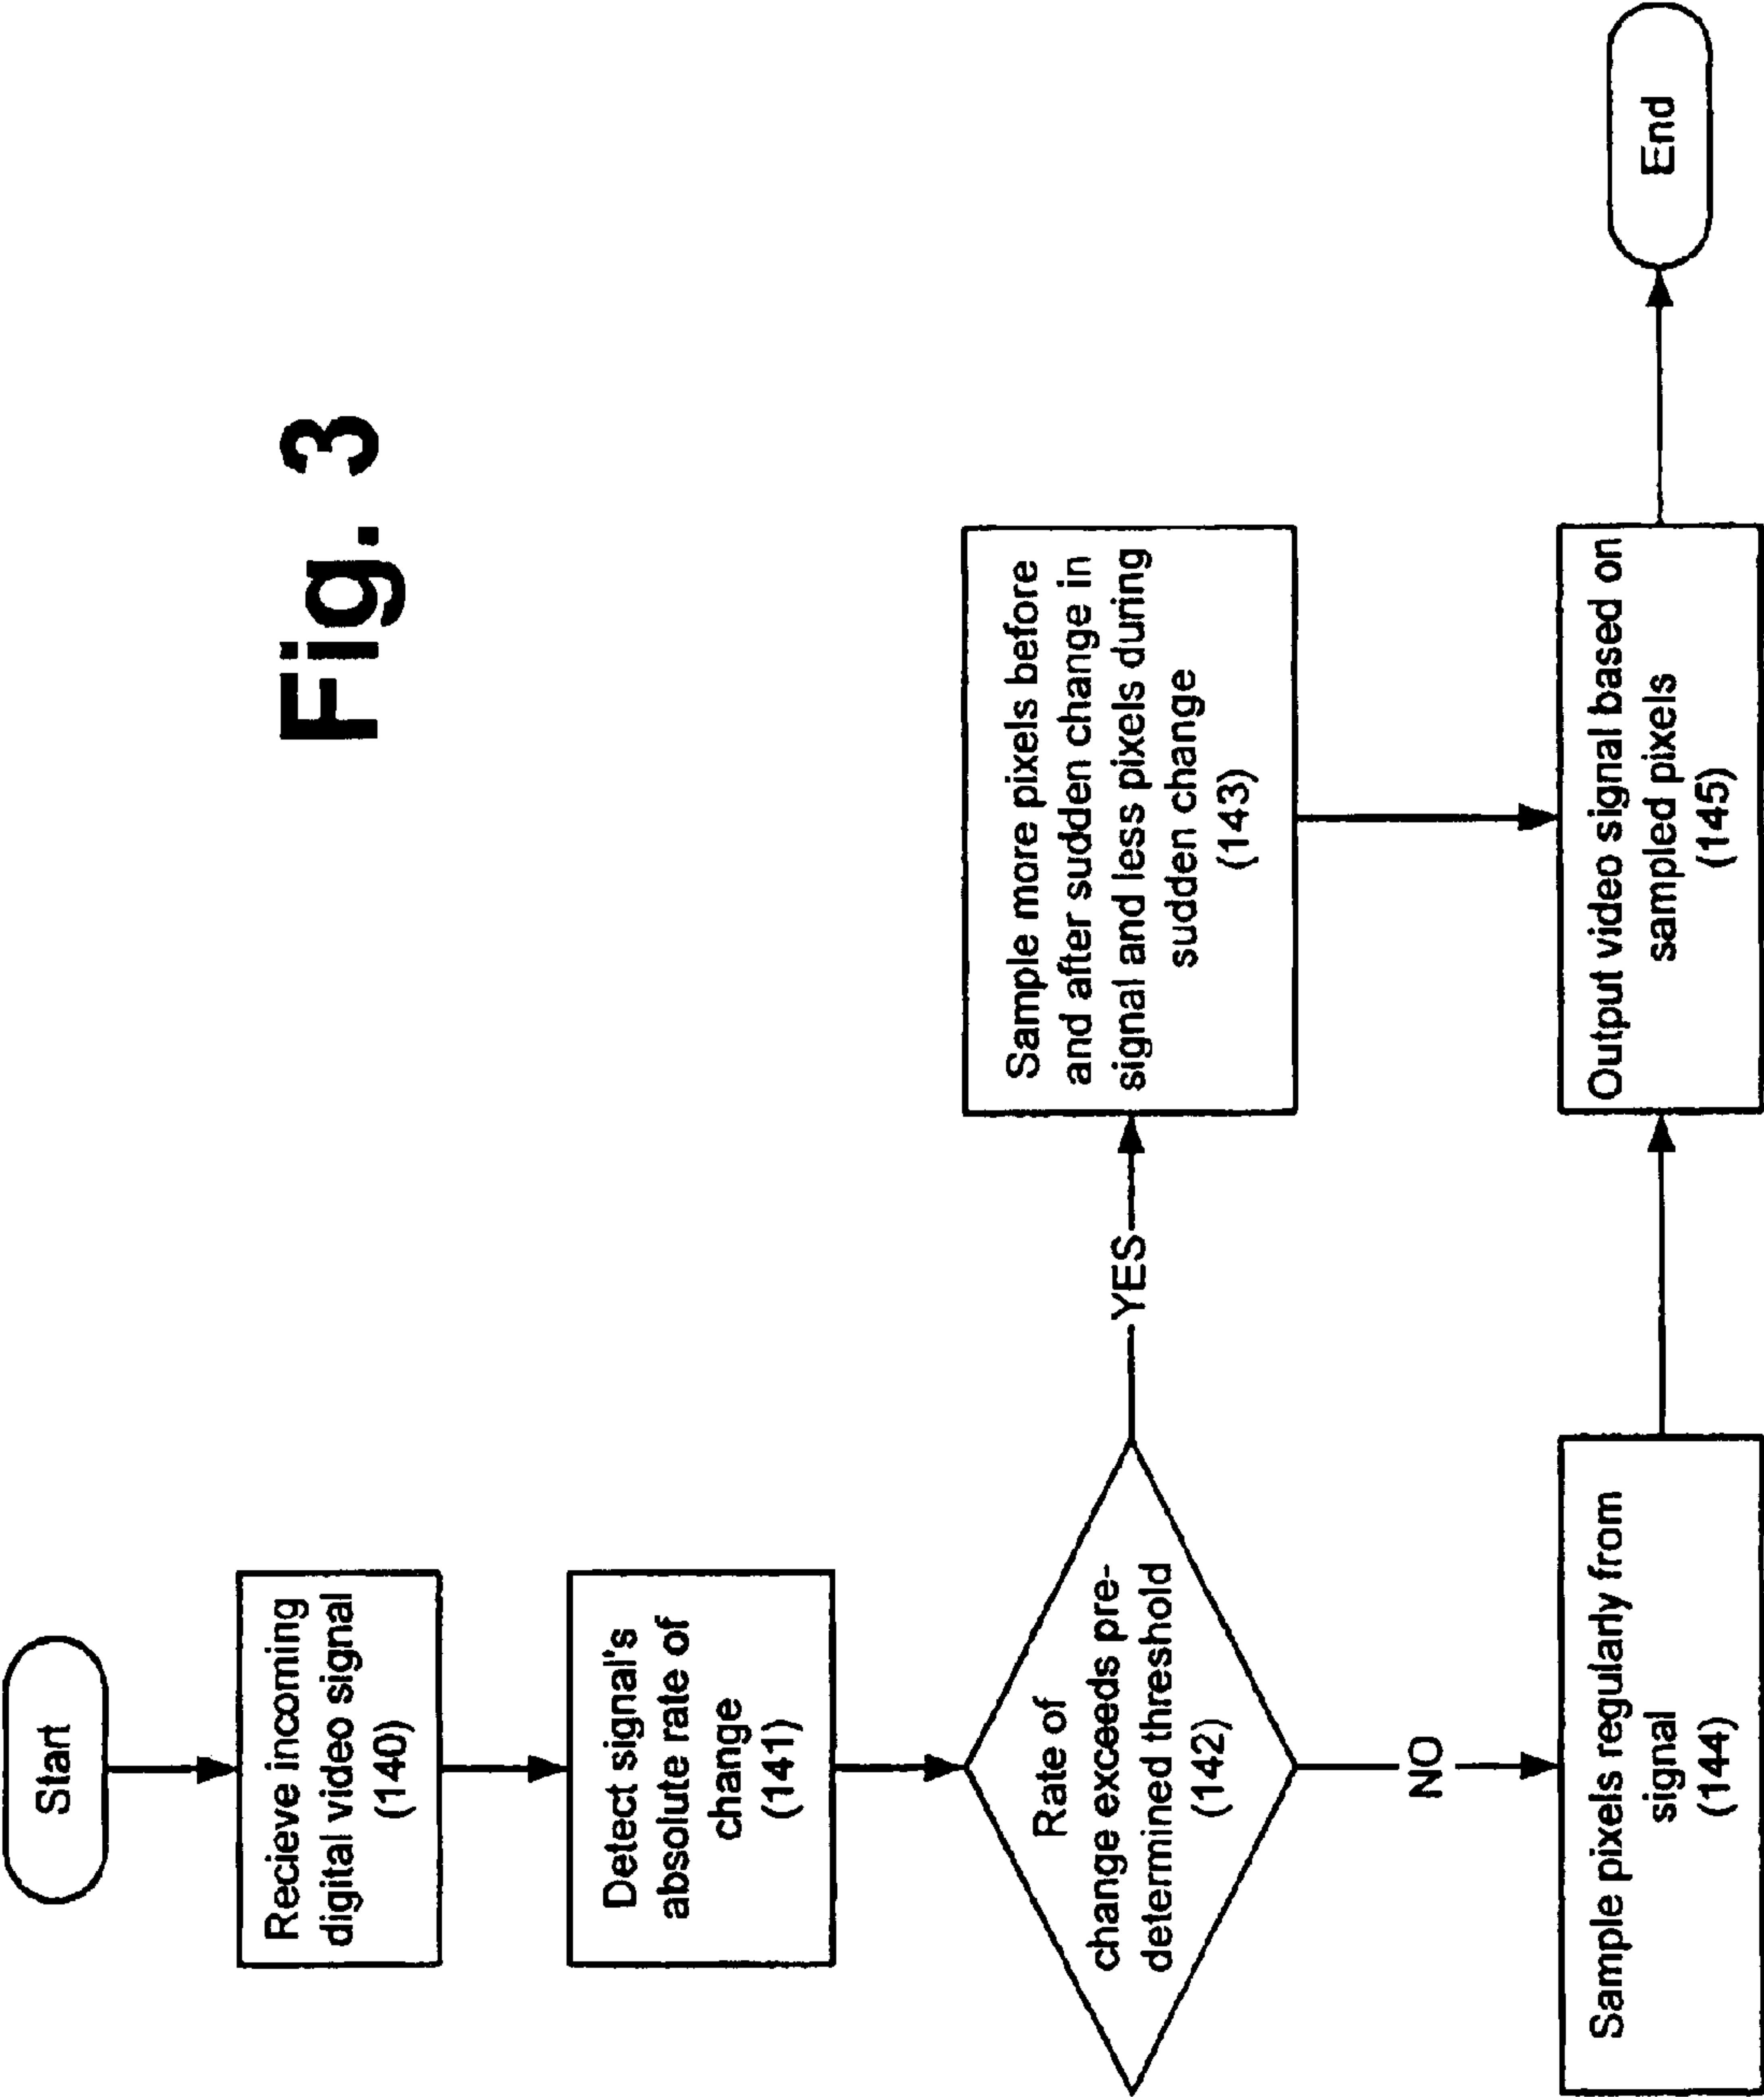 Fig. 3
Start
Recieve incoming
digital video signal
(140)
Detect signal's
absolute rate of
change
(141)
Rate of
change exceeds pre-
determined threshold
(142)
YES
Sample more pixels before
and after sudden change in
signal and less pixels during
sudden change
(143)
NO
Sample pixels regularly from
signal
(144)
Output video signal based on
sampled pixels
(145)
End